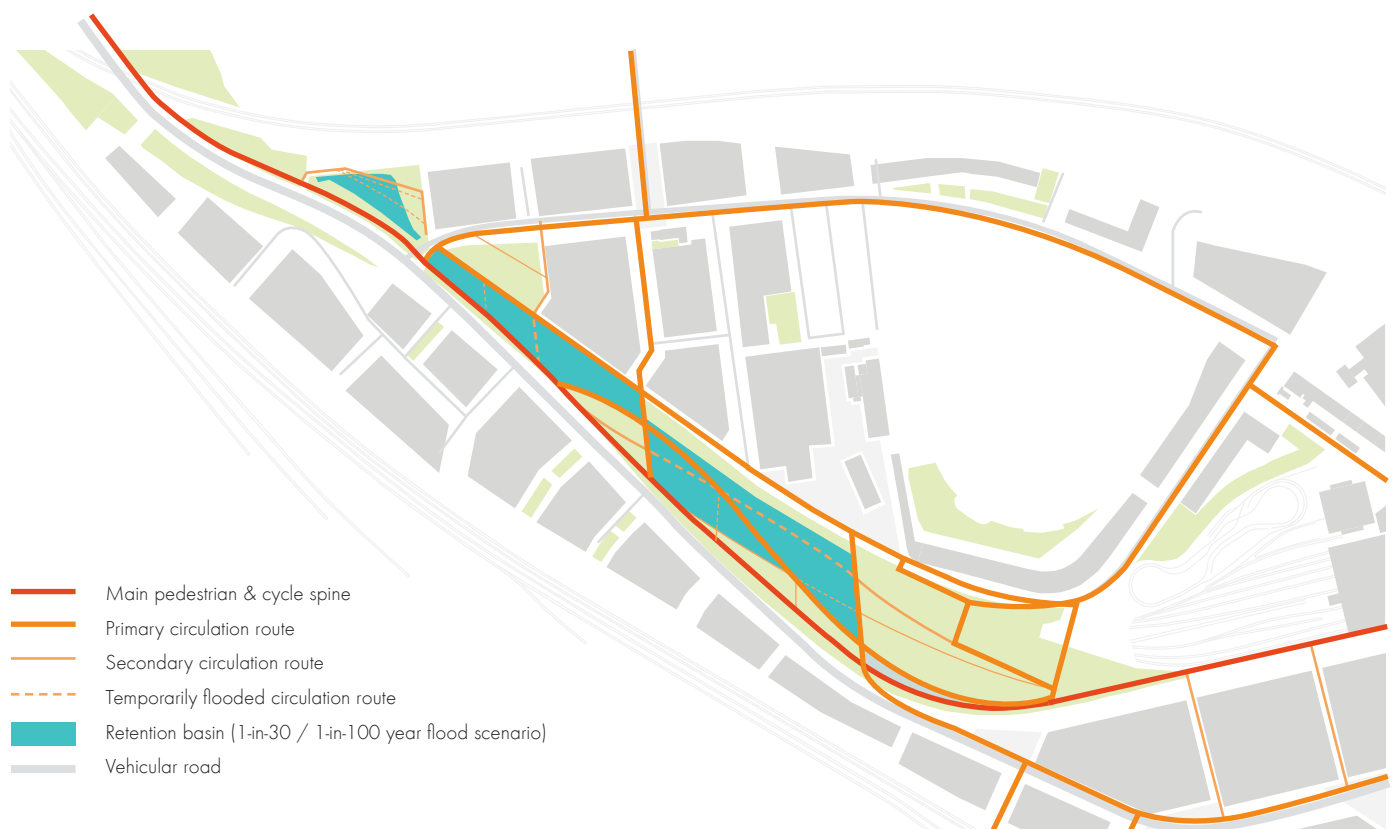 Main pedestrian & cycle spine
Primary circulation route
Secondary circulation route
Temporarily flooded circulation route
Retention basin (1-in-30 / 1-in-100 year flood scenario)
Vehicular road